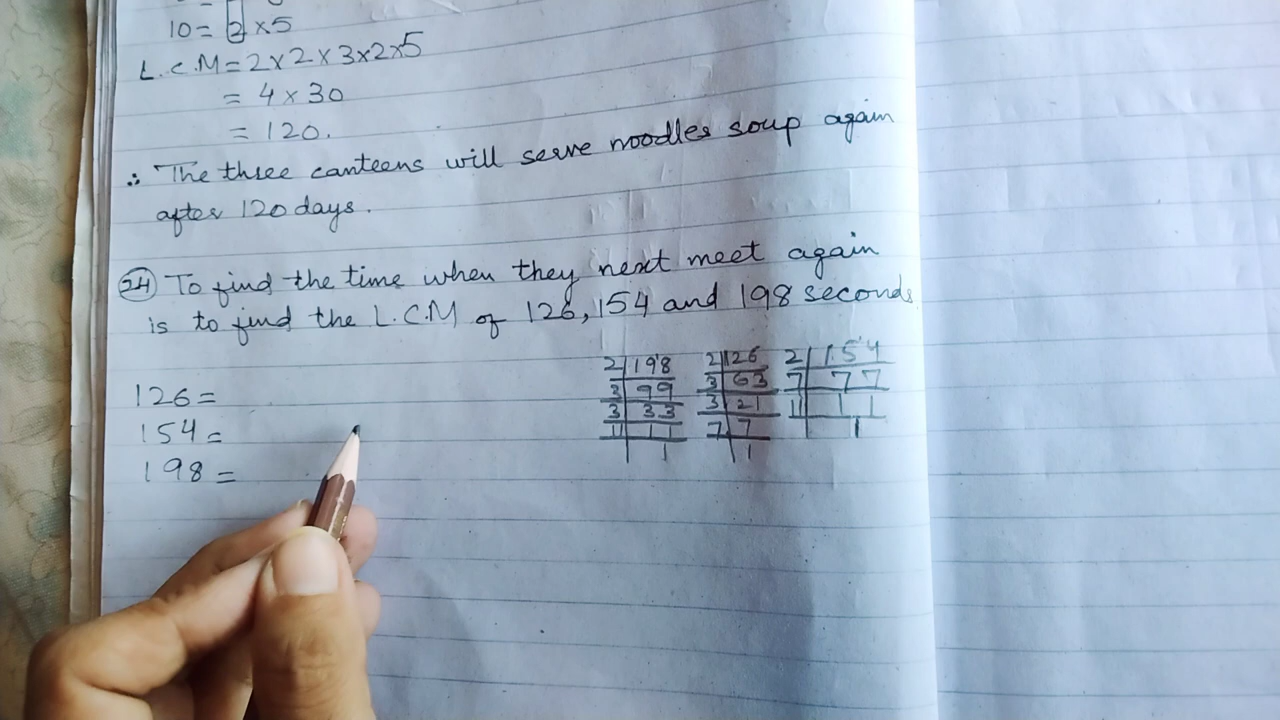 10 = 2 × 5
L.C.M = 2 × 2 × 3 × 2 × 5
= 4 × 30
= 120.
∴ The three canteens will serve noodles soup again
after 120 days.
24 To find the time when they next meet again
is to find the L.C.M of 126, 154 and 198 seconds
2 198 2 126 2 154
3 99 3 63 7 77
3 33 3 21 11 11
11 11 7 7 1
1 1
126 =
154 =
198 =